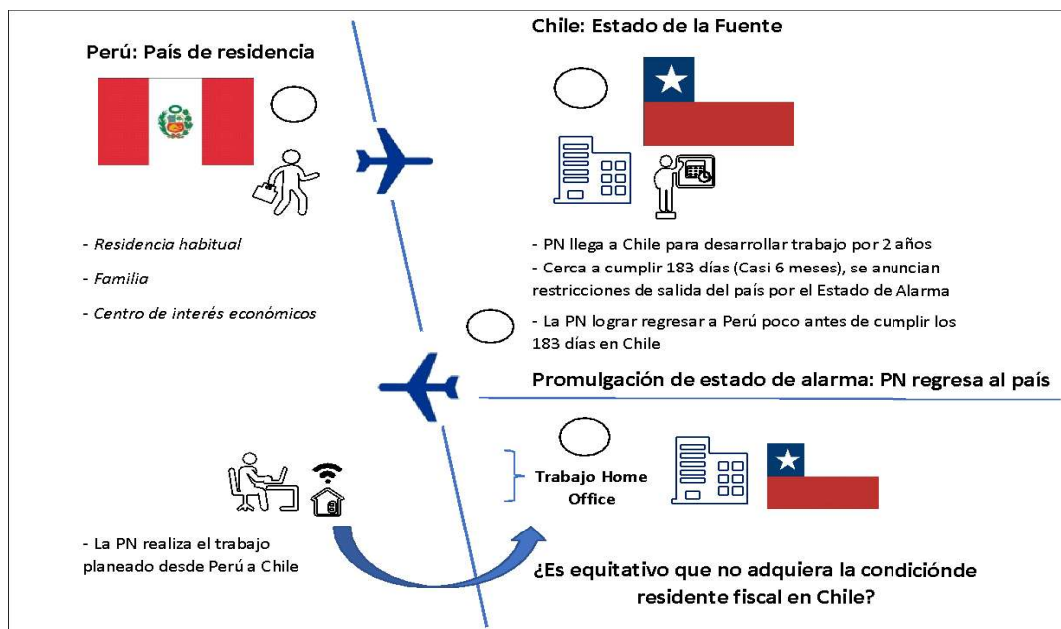 Perú: País de residencia
- Residencia habitual
- Familia
- Centro de interés económicos
Chile: Estado de la Fuente
- PN llega a Chile para desarrollar trabajo por 2 años
- Cerca a cumplir 183 días (Casi 6 meses), se anuncian
restricciones de salida del país por el Estado de Alarma
- La PN lograr regresar a Perú poco antes de cumplir los
183 días en Chile
Promulgación de estado de alarma: PN regresa al país
Trabajo Home
Office
- La PN realiza el trabajo
planeado desde Perú a Chile
¿Es equitativo que no adquiera la condiciónde
residente fiscal en Chile?